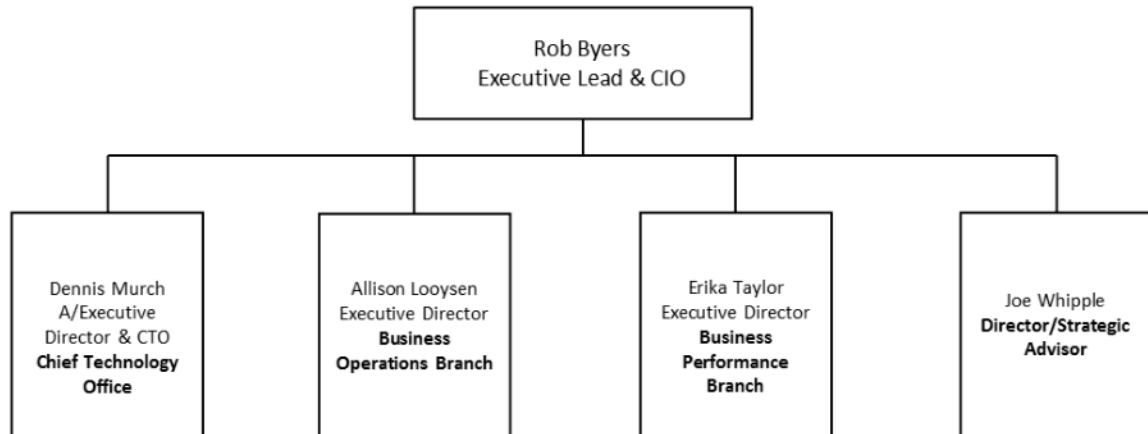 Rob Byers
Executive Lead & CIO
Dennis Murch
A/Executive
Director & CTO
Chief Technology
Office
Allison Looysen
Executive Director
Business
Operations Branch
Erika Taylor
Executive Director
Business
Performance
Branch
Joe Whipple
Director/Strategic
Advisor